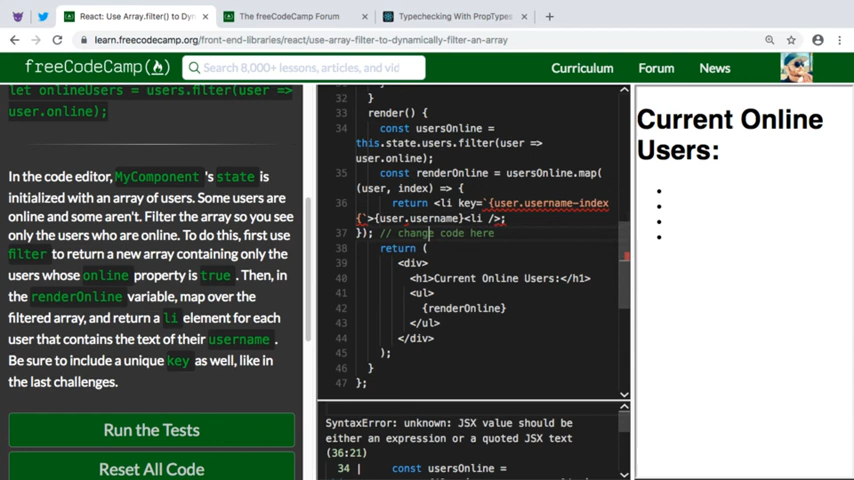 React: Use Array.filter() to Dy
The freeCodeCamp Forum
Typechecking With PropTypes
learn.freecodecamp.org/front-end-libraries/react/use-array-filter-to-dynamically-filter-an-array
freeCodeCamp
Search 8,000+ lessons, articles, and vid
Curriculum
Forum
News
let onlineUsers = users.filter(user =>
user.online);
In the code editor, MyComponent 's state is
initialized with an array of users. Some users are
online and some aren't. Filter the array so you see
only the users who are online. To do this, first use
filter to return a new array containing only the
users whose online property is true . Then, in
the renderOnline variable, map over the
filtered array, and return a li element for each
user that contains the text of their username .
Be sure to include a unique key as well, like in
the last challenges.
Run the Tests
Reset All Code
32 }
33 render() {
34 const usersOnline =
this.state.users.filter(user =>
user.online);
35 const renderOnline = usersOnline.map(
(user, index) => {
36 return <li key=`{user.username-index
{`>{user.username}<li />;
37 }); // change code here
38 return (
39 <div>
40 <h1>Current Online Users:</h1>
41 <ul>
42 {renderOnline}
43 </ul>
44 </div>
45 );
46 }
47 };
SyntaxError: unknown: JSX value should be
either an expression or a quoted JSX text
(36:21)
34 | const usersOnline =
Current Online
Users: